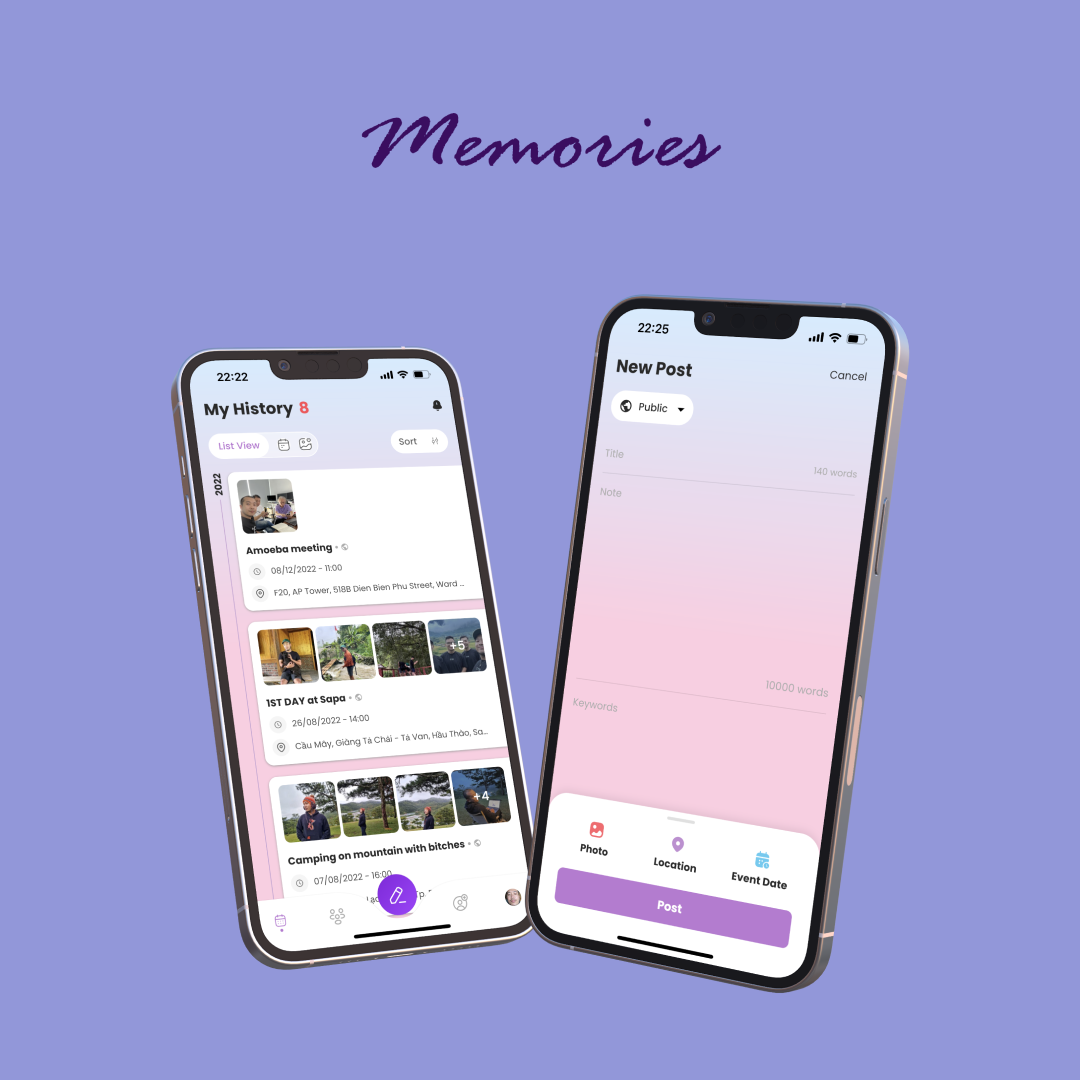 Memories
22:22
My History 8
List View
Sort
2022
Amoeba meeting
08/12/2022 - 11:00
F20, AP Tower, 518B Dien Bien Phu Street, Ward ...
+5
1ST DAY at Sapa
26/08/2022 - 14:00
Cầu Mây, Giàng Tả Chải - Tả Van, Hầu Thào, Sa...
+4
Camping on mountain with bitches
07/08/2022 - 16:00
22:25
New Post
Cancel
Public
Title
140 words
Note
10000 words
Keywords
Photo
Location
Event Date
Post